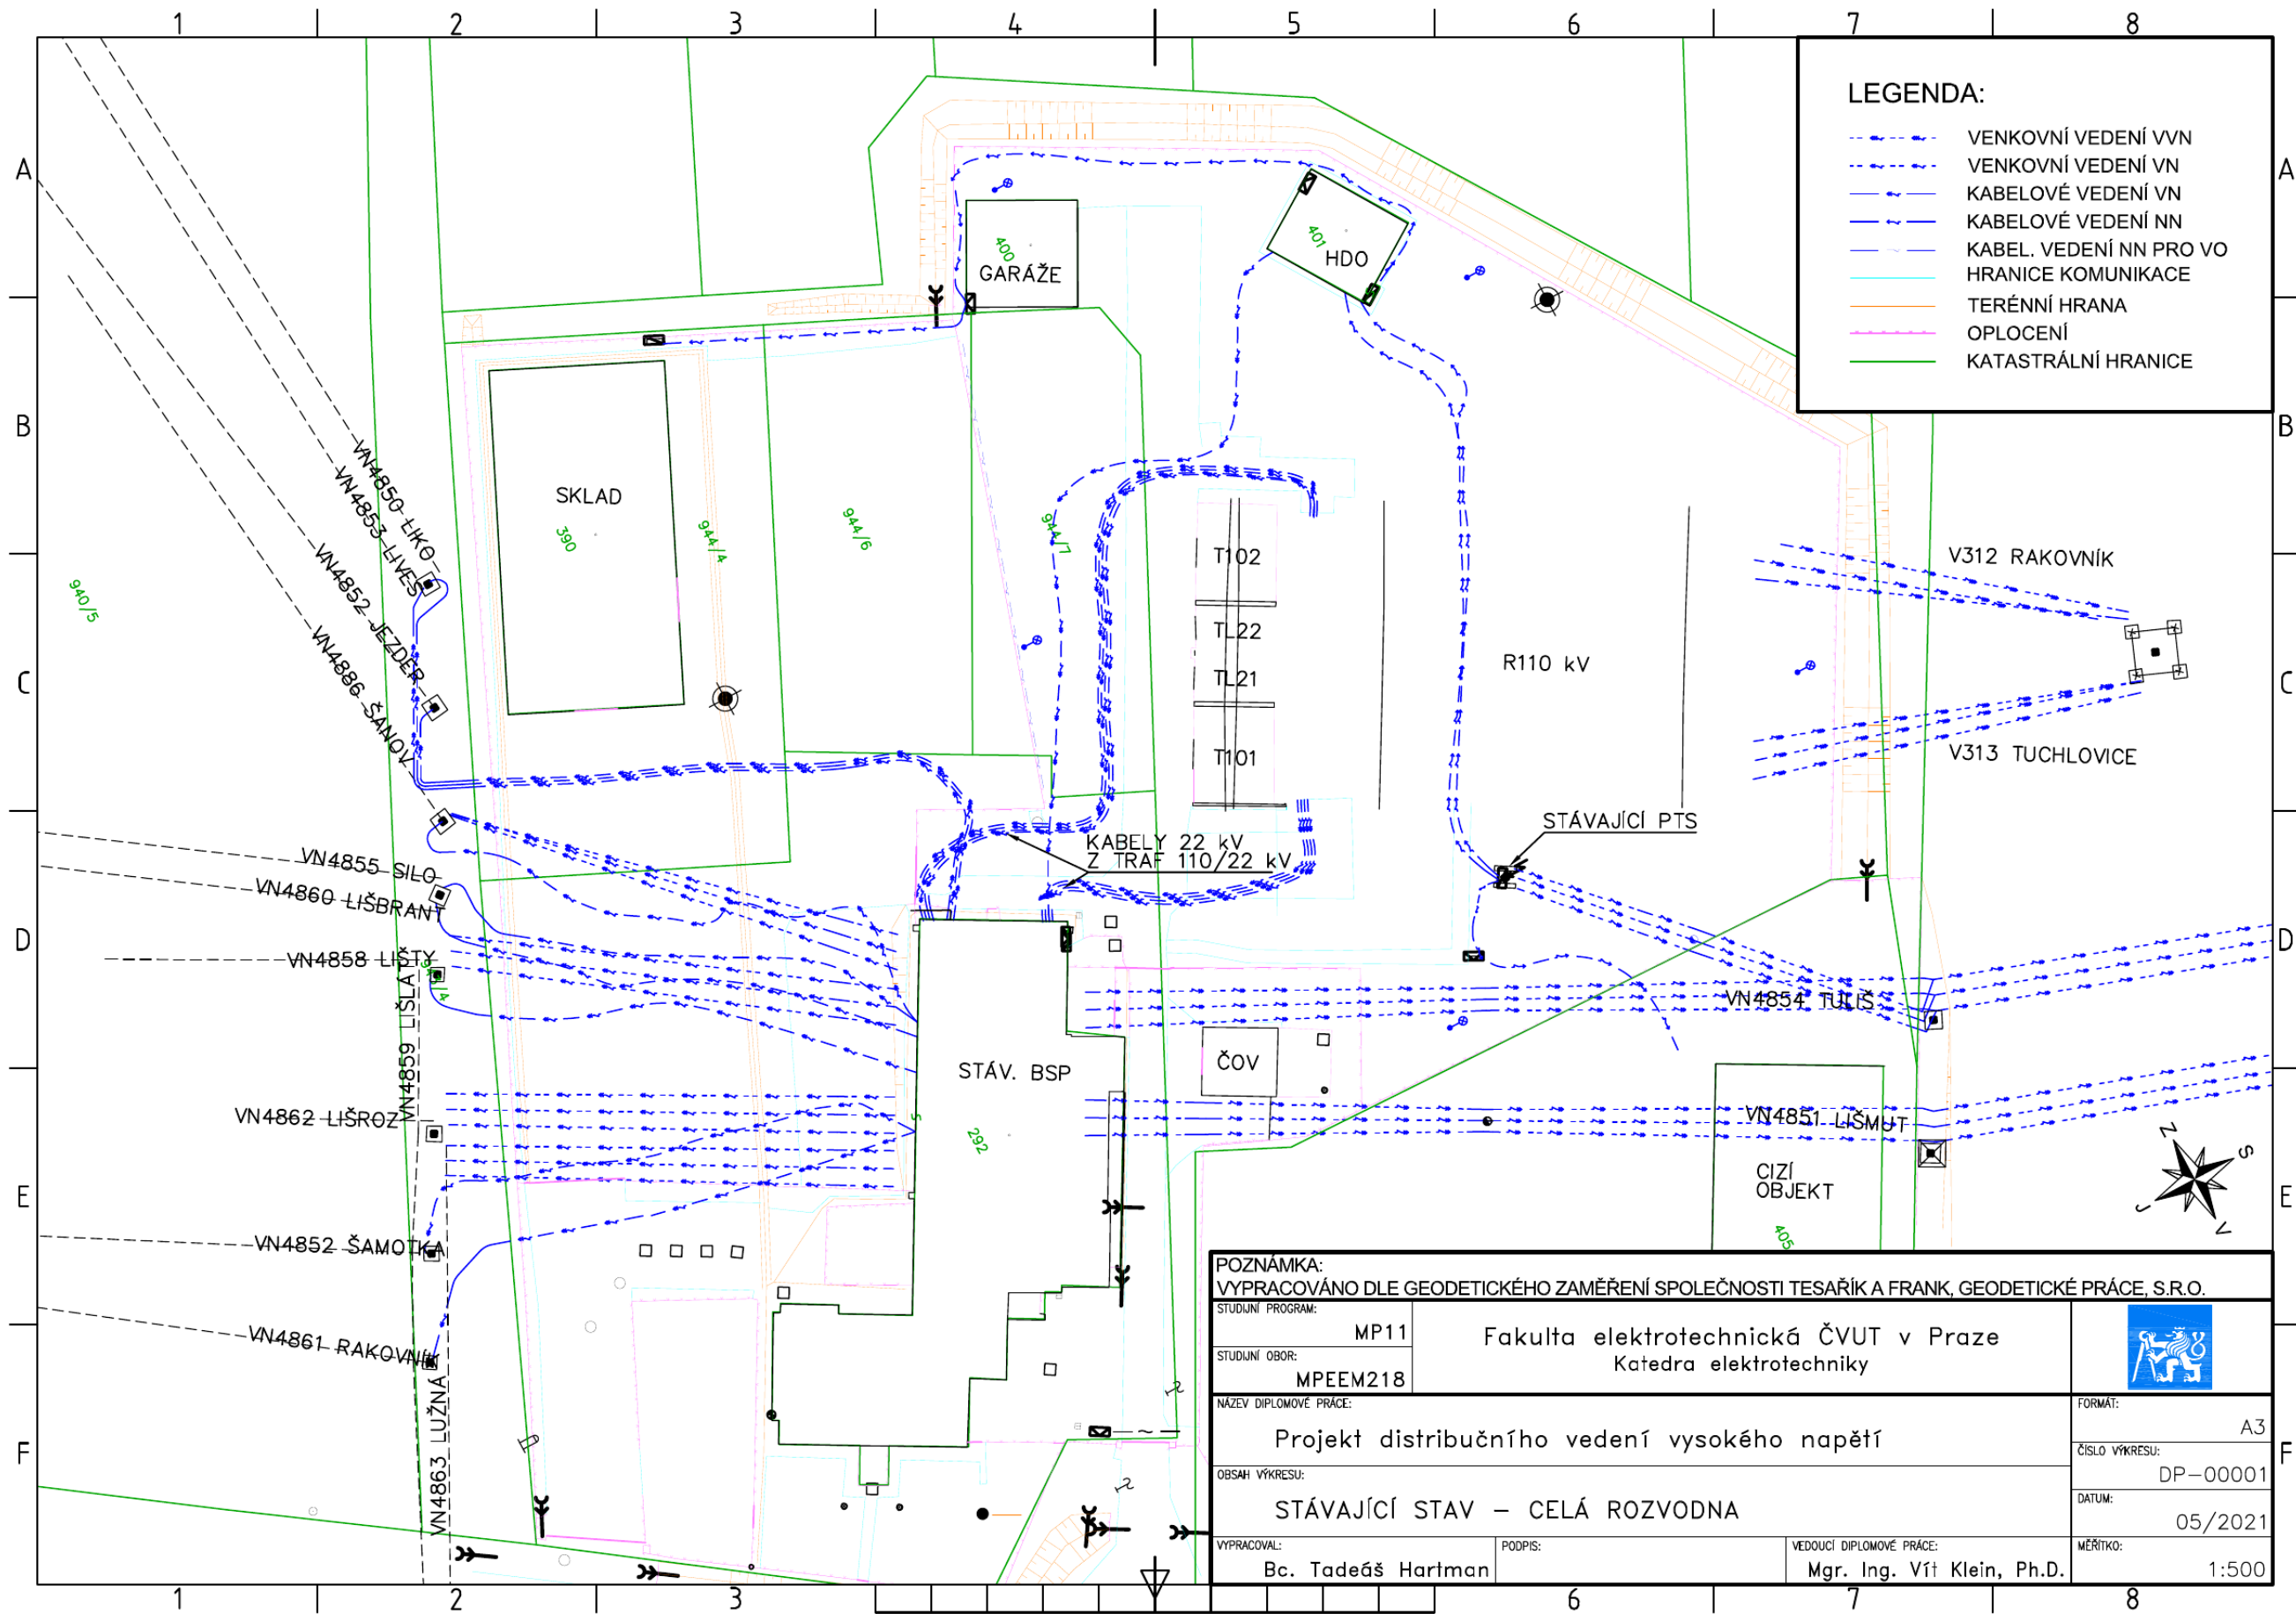 1 2 3 4 5 6 7 8
A
B
C
D
E
F
A
B
C
D
E
F
LEGENDA:
VENKOVNÍ VEDENÍ VVN
VENKOVNÍ VEDENÍ VN
KABELOVÉ VEDENÍ VN
KABELOVÉ VEDENÍ NN
KABEL. VEDENÍ NN PRO VO
HRANICE KOMUNIKACE
TERÉNNÍ HRANA
OPLOCENÍ
KATASTRÁLNÍ HRANICE
400
GARÁŽE
401
HDO
SKLAD
390
944/4
944/6
944/7
940/5
VN4850 LIKO
VN4853 LIVES
VN4852 JEZDER
VN4886 ŠANOV
T102
TL22
TL21
T101
R110 kV
V312 RAKOVNÍK
V313 TUCHLOVICE
STÁVAJÍCÍ PTS
KABELY 22 kV
Z TRAF 110/22 kV
VN4855 SILO
VN4860 LIŠBRANT
VN4858 LIŠTY
VN4859 LIŠLÁ
VN4862 LIŠROZ
VN4852 ŠAMOTKA
VN4861 RAKOVNÍK
VN4863 LUŽNÁ
STÁV. BSP
5
292
ČOV
VN4854 TULIŠ
VN4851 LIŠMUT
CIZÍ
OBJEKT
405
Z
S
J
V
POZNÁMKA:
VYPRACOVÁNO DLE GEODETICKÉHO ZAMĚŘENÍ SPOLEČNOSTI TESAŘÍK A FRANK, GEODETICKÉ PRÁCE, S.R.O.
STUDIJNÍ PROGRAM:
MP11
STUDIJNÍ OBOR:
MPEEM218
Fakulta elektrotechnická ČVUT v Praze
Katedra elektrotechniky
NÁZEV DIPLOMOVÉ PRÁCE:
Projekt distribučního vedení vysokého napětí
FORMÁT:
A3
ČÍSLO VÝKRESU:
DP-00001
OBSAH VÝKRESU:
STÁVAJÍCÍ STAV - CELÁ ROZVODNA
DATUM:
05/2021
VYPRACOVAL:
Bc. Tadeáš Hartman
PODPIS:
VEDOUCÍ DIPLOMOVÉ PRÁCE:
Mgr. Ing. Vít Klein, Ph.D.
MĚŘÍTKO:
1:500
1 2 3 6 7 8